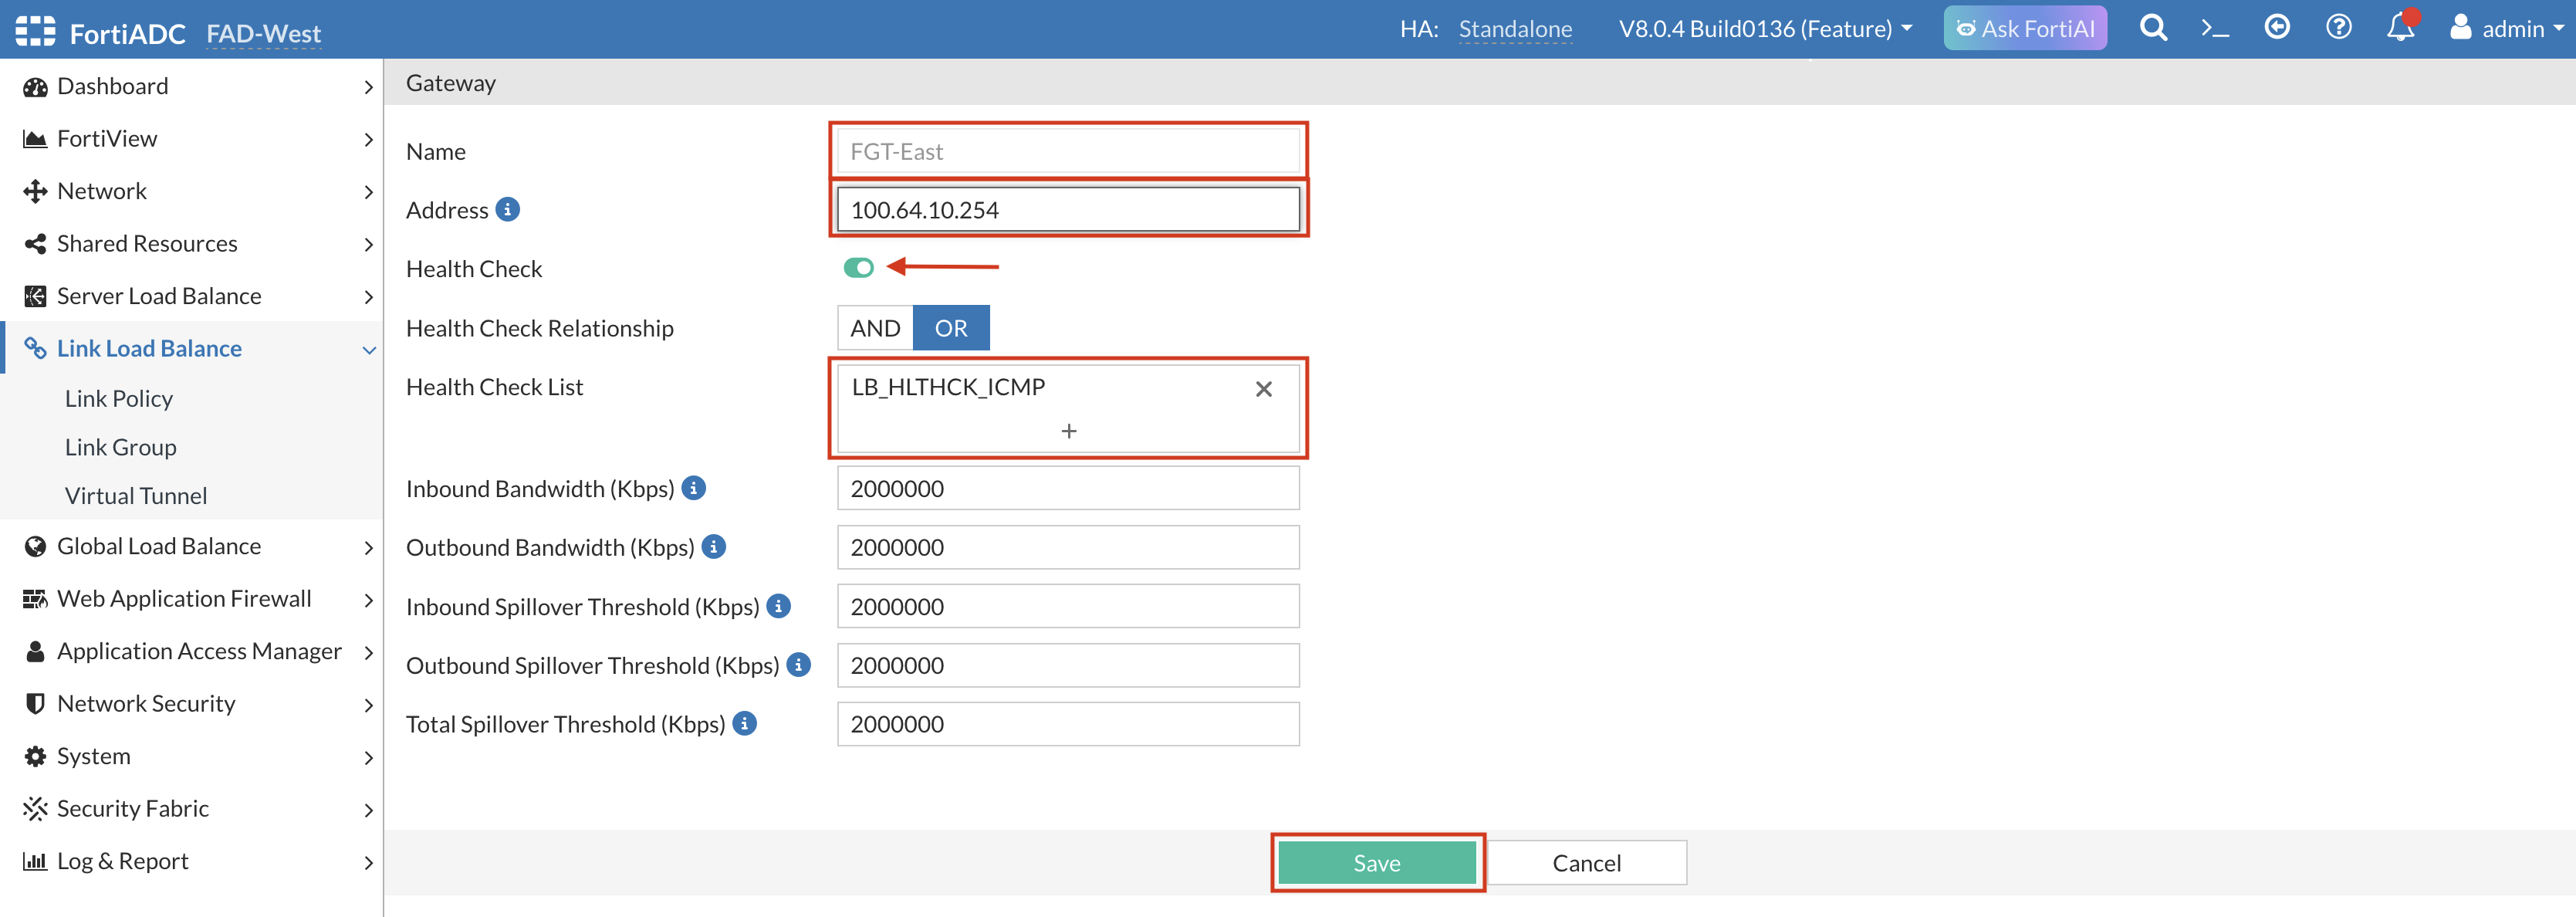 FortiADC FAD-West HA: Standalone V8.0.4 Build0136 (Feature) Ask FortiAI >_ admin
Dashboard
FortiView
Network
Shared Resources
Server Load Balance
Link Load Balance
Link Policy
Link Group
Virtual Tunnel
Global Load Balance
Web Application Firewall
Application Access Manager
Network Security
System
Security Fabric
Log & Report
Gateway
Name FGT-East
Address 100.64.10.254
Health Check
Health Check Relationship AND OR
Health Check List LB_HLTHCK_ICMP
+
Inbound Bandwidth (Kbps) 2000000
Outbound Bandwidth (Kbps) 2000000
Inbound Spillover Threshold (Kbps) 2000000
Outbound Spillover Threshold (Kbps) 2000000
Total Spillover Threshold (Kbps) 2000000
Save Cancel